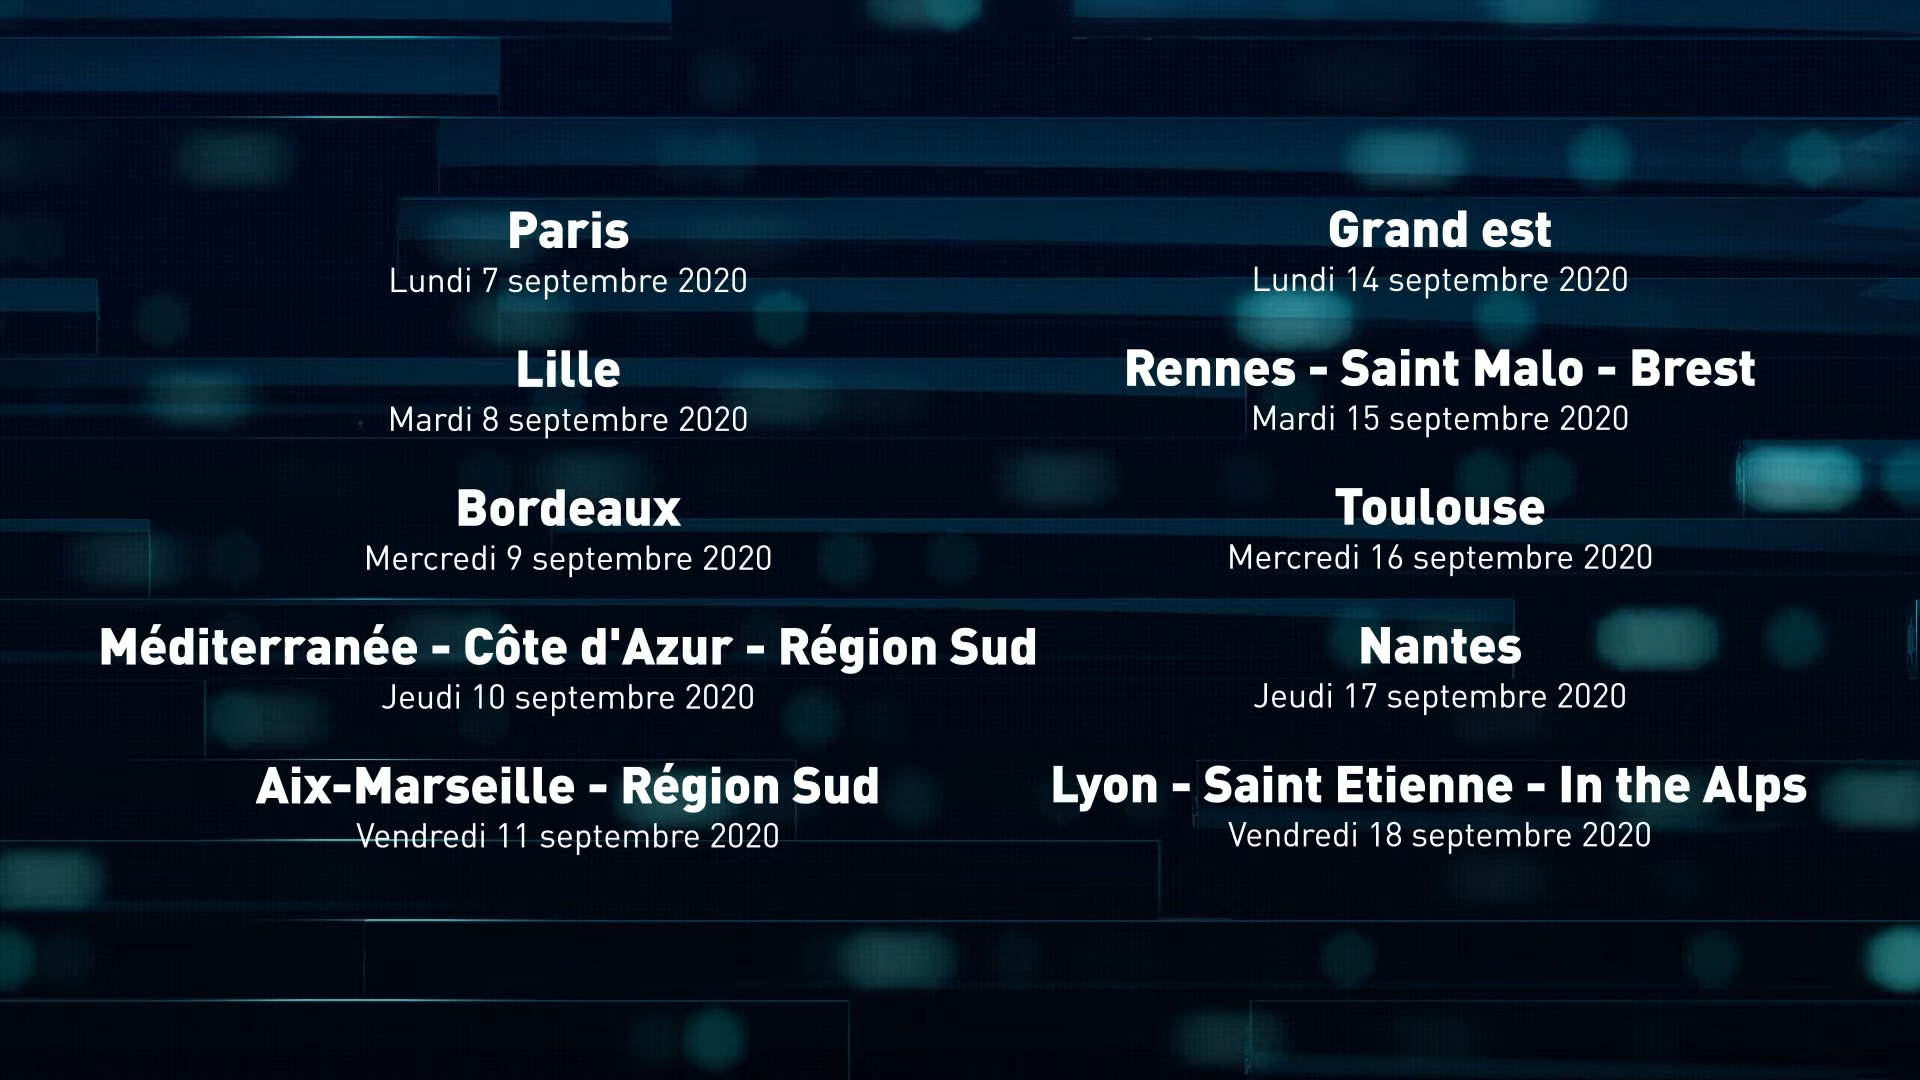 Paris
Lundi 7 septembre 2020
Lille
Mardi 8 septembre 2020
Bordeaux
Mercredi 9 septembre 2020
Méditerranée - Côte d'Azur - Région Sud
Jeudi 10 septembre 2020
Aix-Marseille - Région Sud
Vendredi 11 septembre 2020
Grand est
Lundi 14 septembre 2020
Rennes - Saint Malo - Brest
Mardi 15 septembre 2020
Toulouse
Mercredi 16 septembre 2020
Nantes
Jeudi 17 septembre 2020
Lyon - Saint Etienne - In the Alps
Vendredi 18 septembre 2020